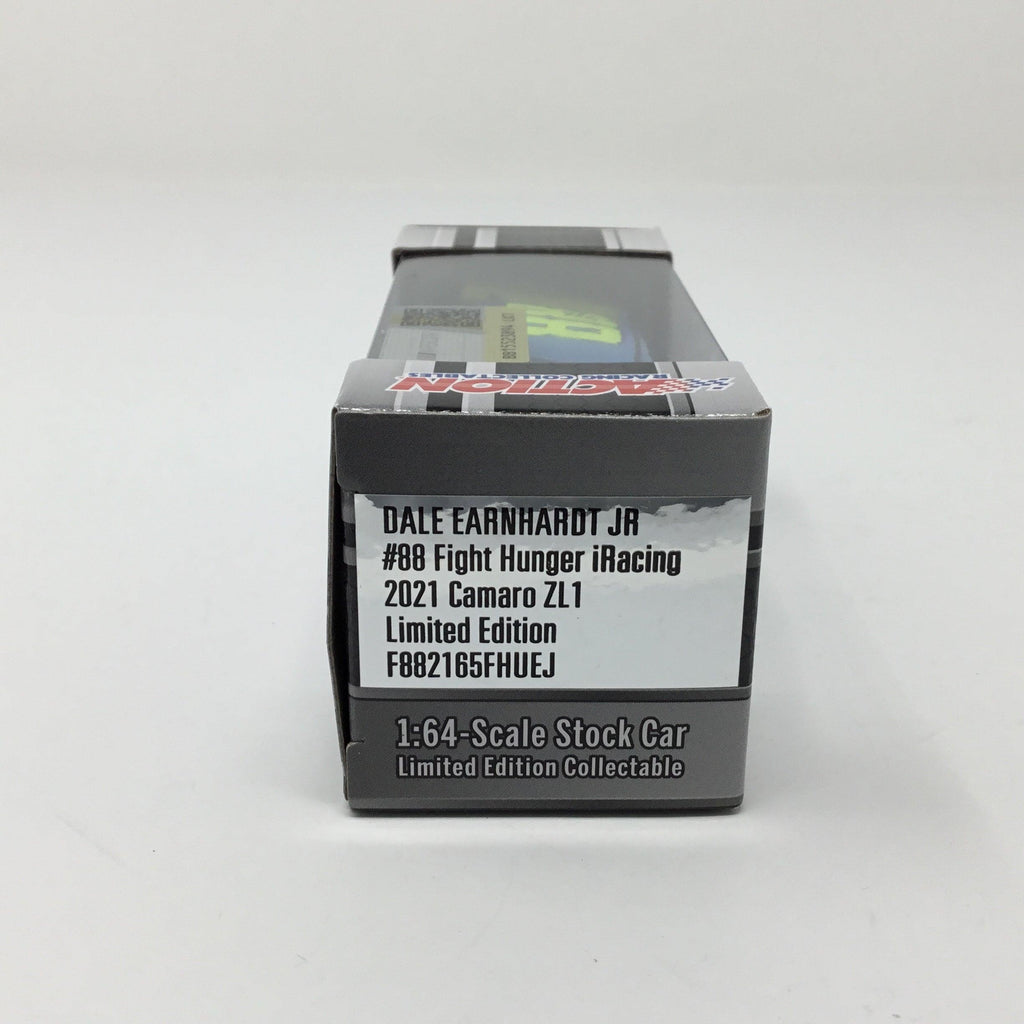 88
ACTION
RACING COLLECTABLES
DALE EARNHARDT JR
#88 Fight Hunger iRacing
2021 Camaro ZL1
Limited Edition
F882165FHUEJ
1:64-Scale Stock Car
Limited Edition Collectable